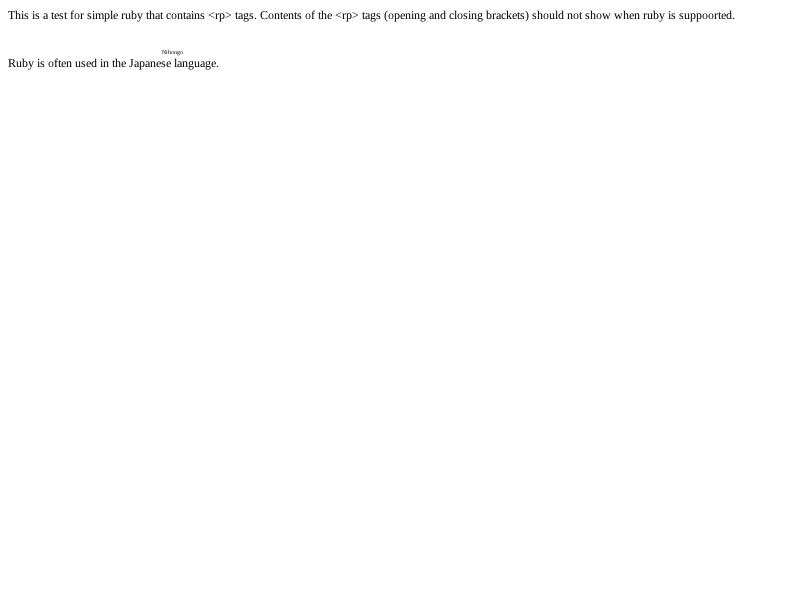 This is a test for simple ruby that contains <rp> tags. Contents of the <rp> tags (opening and closing brackets) should not show when ruby is suppoorted.
Nihongo
Ruby is often used in the Japanese language.